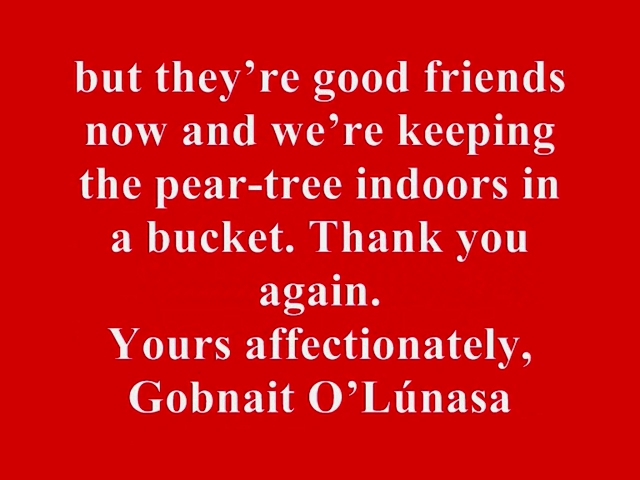 but they’re good friends
now and we’re keeping
the pear-tree indoors in
a bucket. Thank you
again.
Yours affectionately,
Gobnait O’Lúnasa